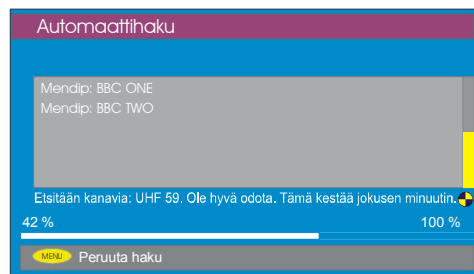 Automaattihaku
Mendip: BBC ONE
Mendip: BBC TWO
Etsitään kanavia: UHF 59. Ole hyvä odota. Tämä kestää jokusen minuutin.
42 % 100 %
MENU Peruuta haku